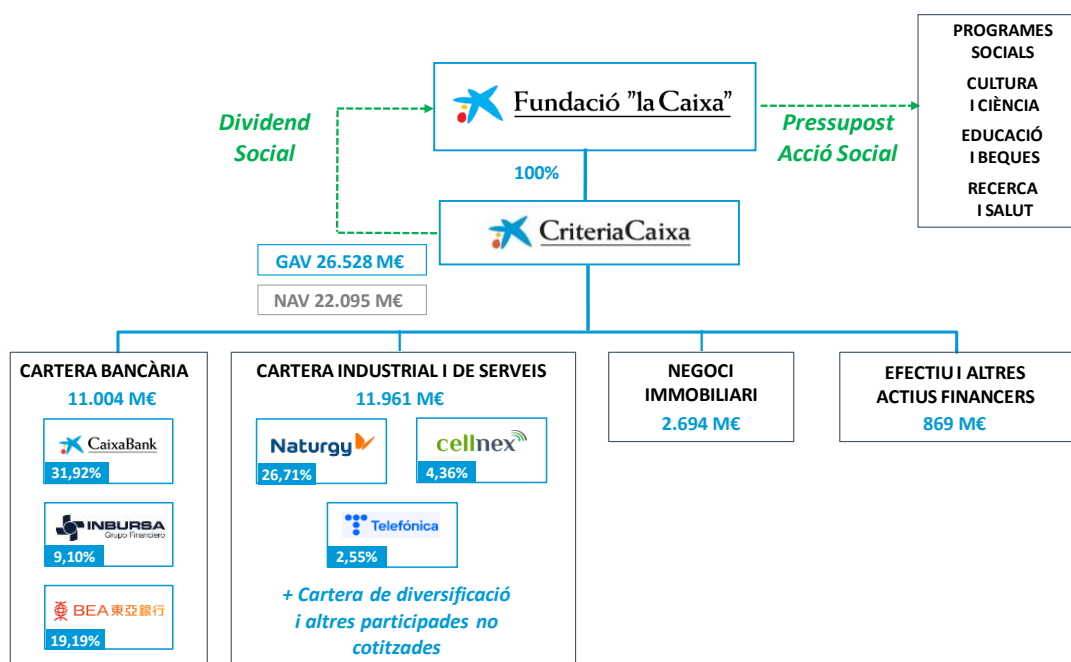 PROGRAMES
SOCIALS
CULTURA
I CIÈNCIA
EDUCACIÓ
I BEQUES
RECERCA
I SALUT
Fundació "la Caixa"
Dividend
Social
Pressupost
Acció Social
100%
CriteriaCaixa
GAV 26.528 M€
NAV 22.095 M€
CARTERA BANCÀRIA
11.004 M€
CaixaBank
31,92%
INBURSA
Grupo Financiero
9,10%
BEA東亞銀行
19,19%
CARTERA INDUSTRIAL I DE SERVEIS
11.961 M€
Naturgy
26,71%
cellnex
4,36%
Telefónica
2,55%
+ Cartera de diversificació
i altres participades no
cotitzades
NEGOCI
IMMOBILIARI
2.694 M€
EFECTIU I ALTRES
ACTIUS FINANCERS
869 M€